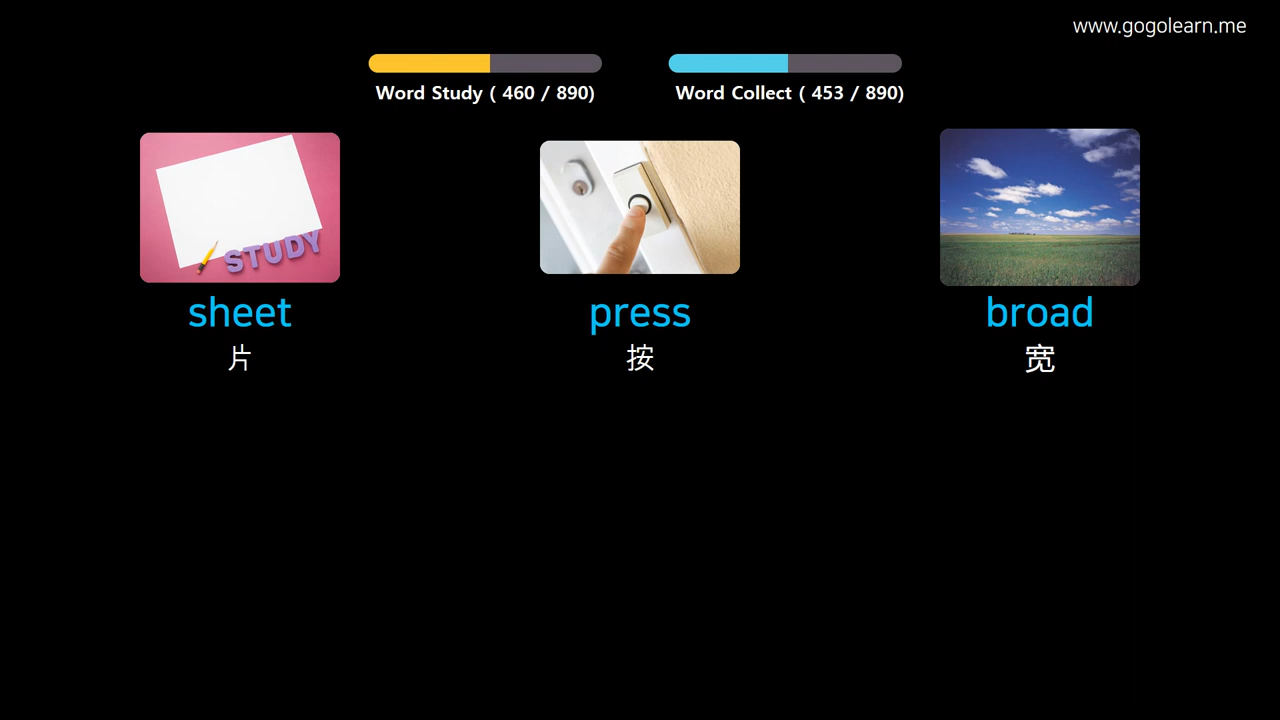 www.gogolearn.me
Word Study ( 460 / 890)
Word Collect ( 453 / 890)
STUDY
sheet
press
broad
片
按
宽